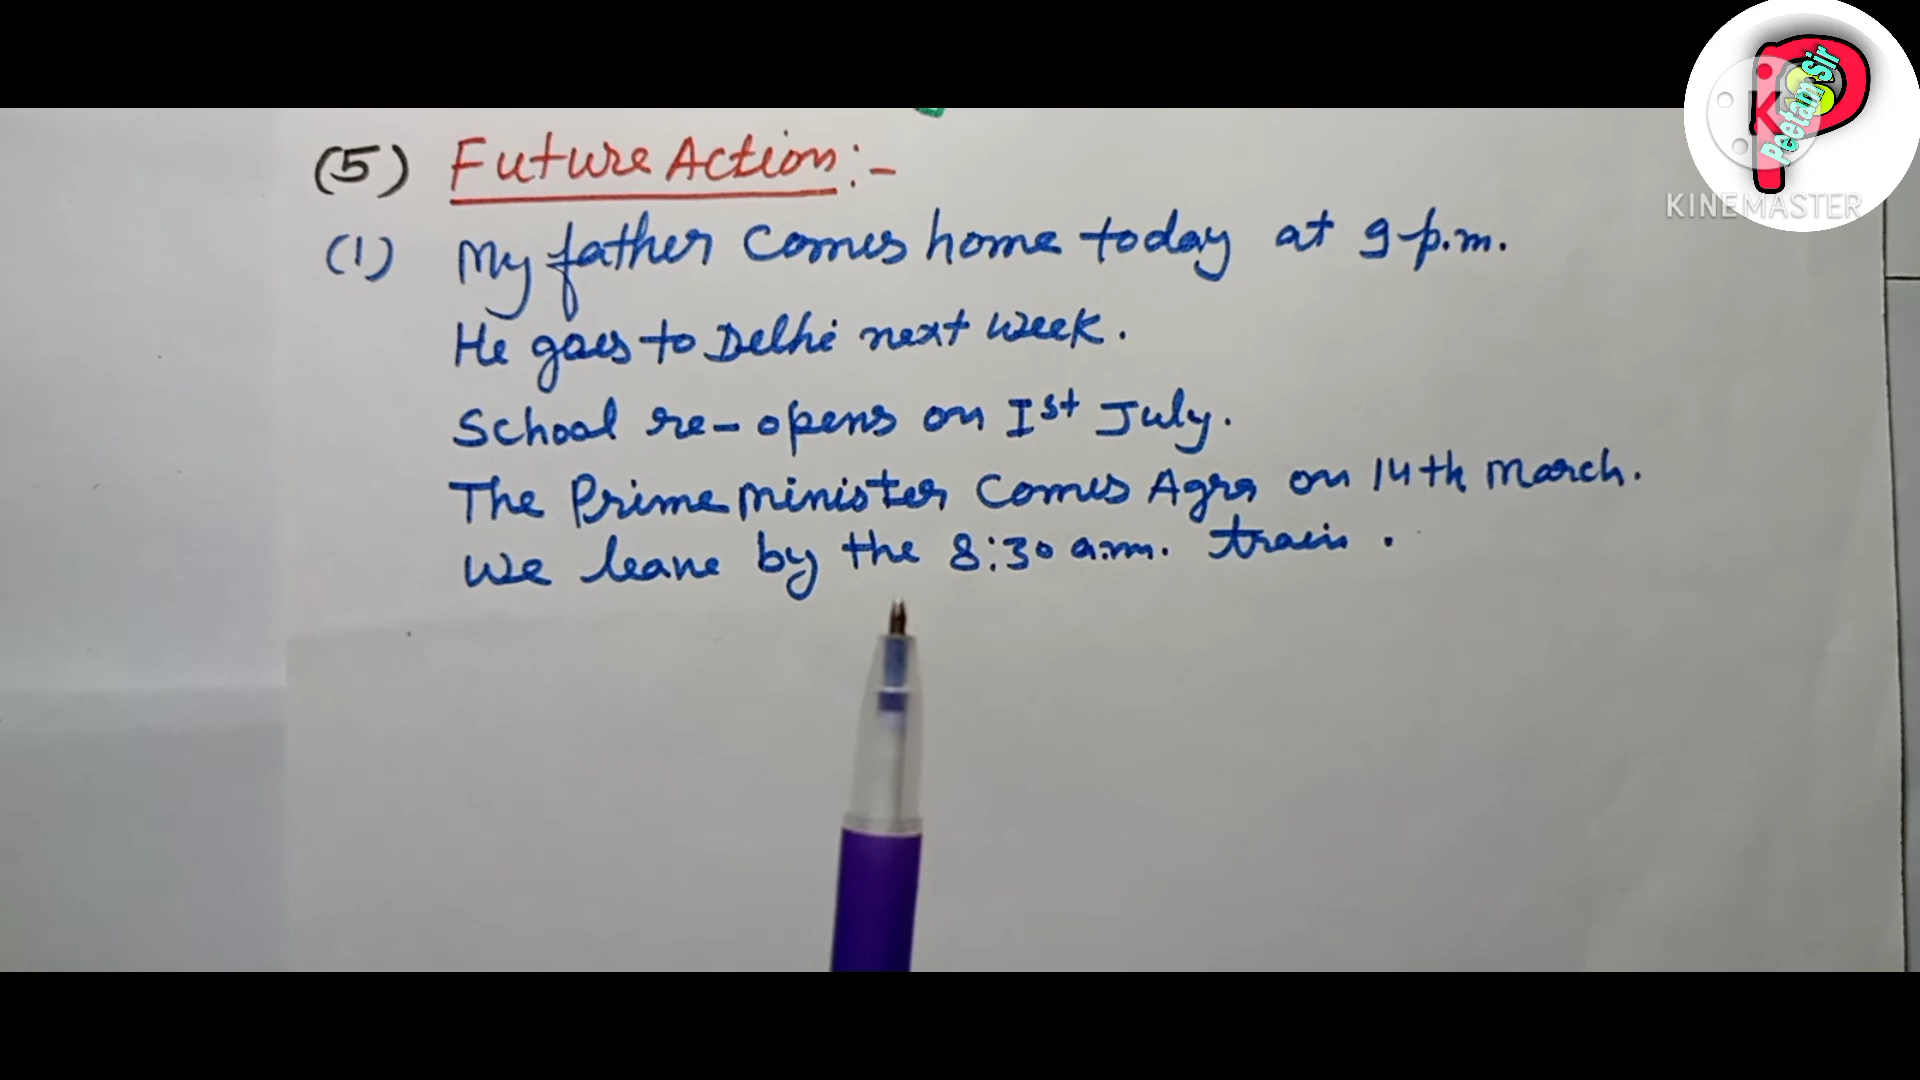 (5) Future Action:-
(1) My father comes home today at 9 p.m.
He goes to Delhi next week.
School re-opens on Ist July.
The Prime Minister comes Agra on 14th March.
We leave by the 8:30 a.m. train.
Peetam Sir
KINEMASTER